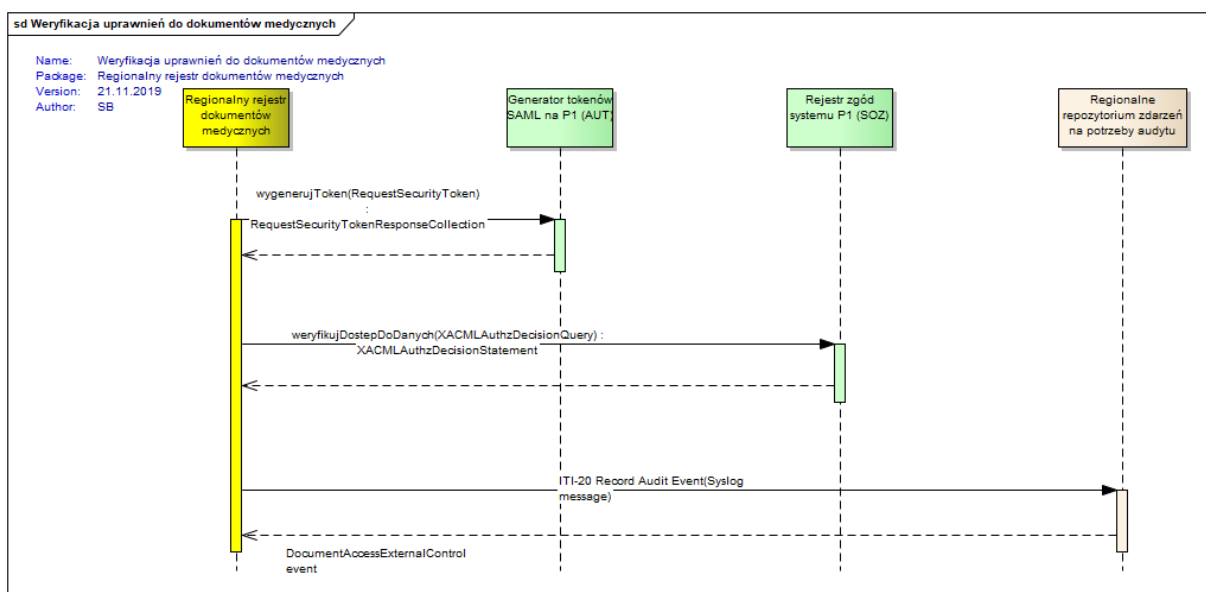 sd Weryfikacja uprawnień do dokumentów medycznych
Name: Weryfikacja uprawnień do dokumentów medycznych
Package: Regionalny rejestr dokumentów medycznych
Version: 21.11.2019
Author: SB
Regionalny rejestr
dokumentów
medycznych
Generator tokenów
SAML na P1 (AUT)
Rejestr zgód
systemu P1 (SOZ)
Regionalne
repozytorium zdarzeń
na potrzeby audytu
wygenerujToken(RequestSecurityToken)
:
RequestSecurityTokenResponseCollection
weryfikujDostepDoDanych(XACMLAuthzDecisionQuery) :
XACMLAuthzDecisionStatement
ITI-20 Record Audit Event(Syslog
message)
DocumentAccessExternalControl
event